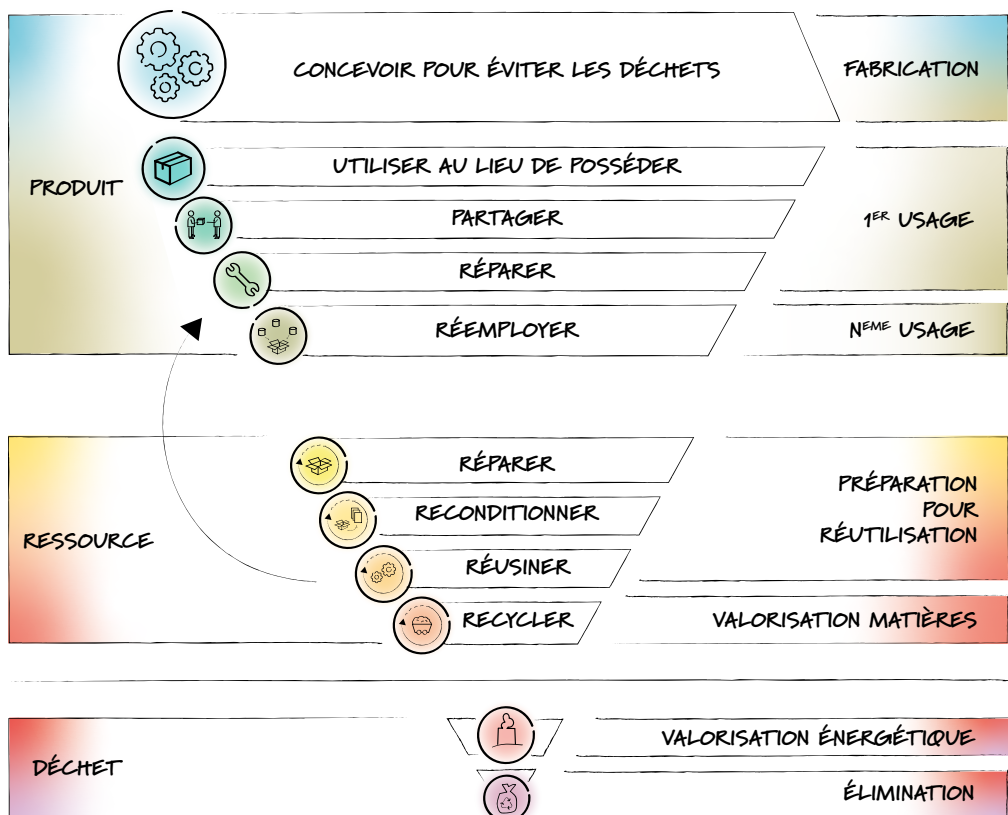 CONCEVOIR POUR ÉVITER LES DÉCHETS
FABRICATION
PRODUIT
UTILISER AU LIEU DE POSSÉDER
PARTAGER
1ER USAGE
RÉPARER
RÉEMPLOYER
NEME USAGE
RESSOURCE
RÉPARER
RECONDITIONNER
RÉUSINER
PRÉPARATION
POUR
RÉUTILISATION
RECYCLER
VALORISATION MATIÈRES
DÉCHET
VALORISATION ÉNERGÉTIQUE
ÉLIMINATION